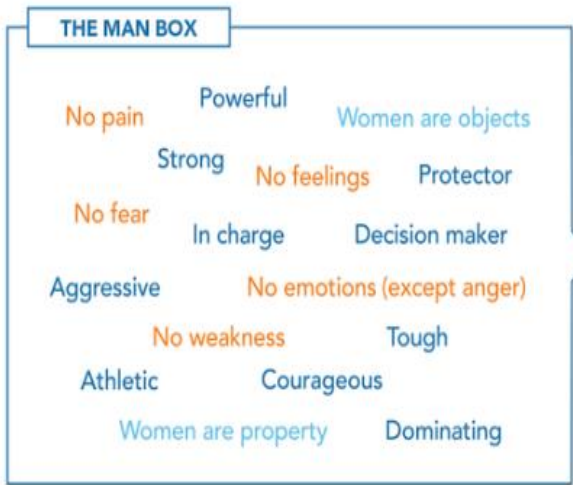 THE MAN BOX
Powerful
No pain
Women are objects
Strong
No feelings
Protector
No fear
In charge
Decision maker
Aggressive
No emotions (except anger)
No weakness
Tough
Athletic
Courageous
Women are property
Dominating